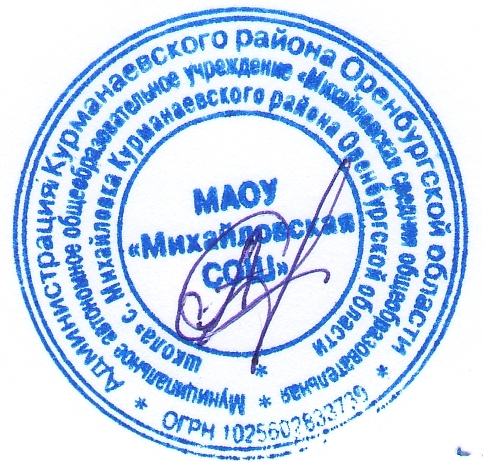 Администрация Курманаевского района Оренбургской области
* ОГРН 1025602833739 *
Муниципальное автономное общеобразовательное учреждение «Михайловская средняя общеобразовательная
школа» с. Михайловка Курманаевского района Оренбургской области
*
*
МАОУ
«Михайловская
СОШ»